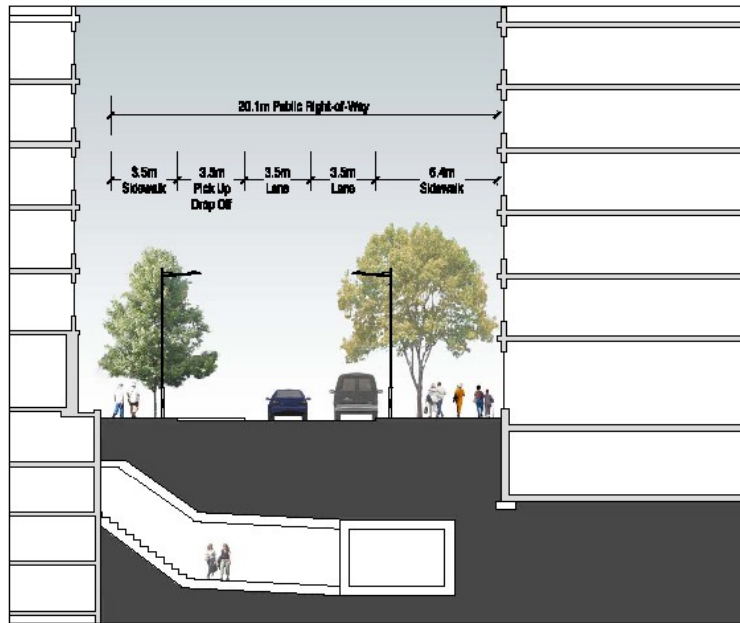 20.1m Public Right-of-Way
3.5m
Sidewalk
3.5m
Pick Up
Drop Off
3.5m
Lane
3.5m
Lane
6.4m
Sidewalk